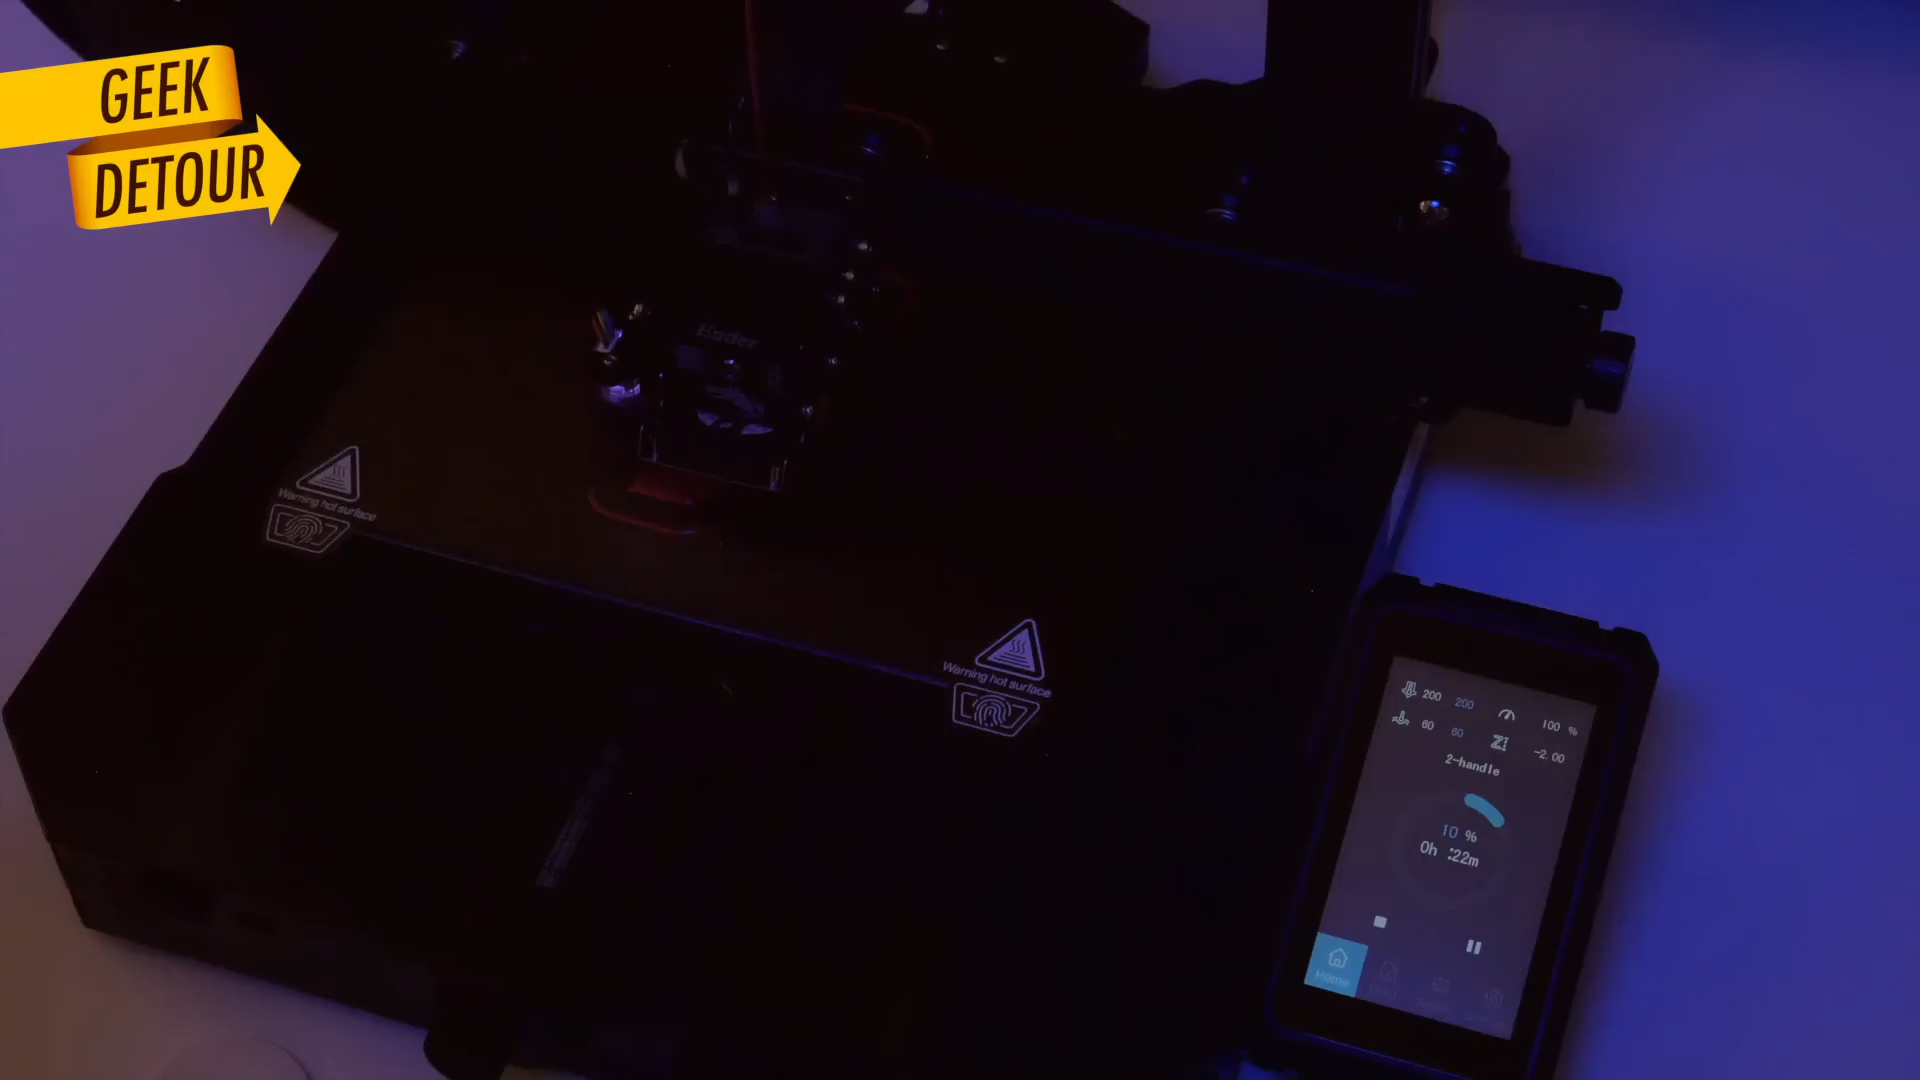 GEEK
DETOUR
Warning hot surface
Warning hot surface
200 200 100 %
60 60 -2.00
2-handle
10 %
0h :22m
Home